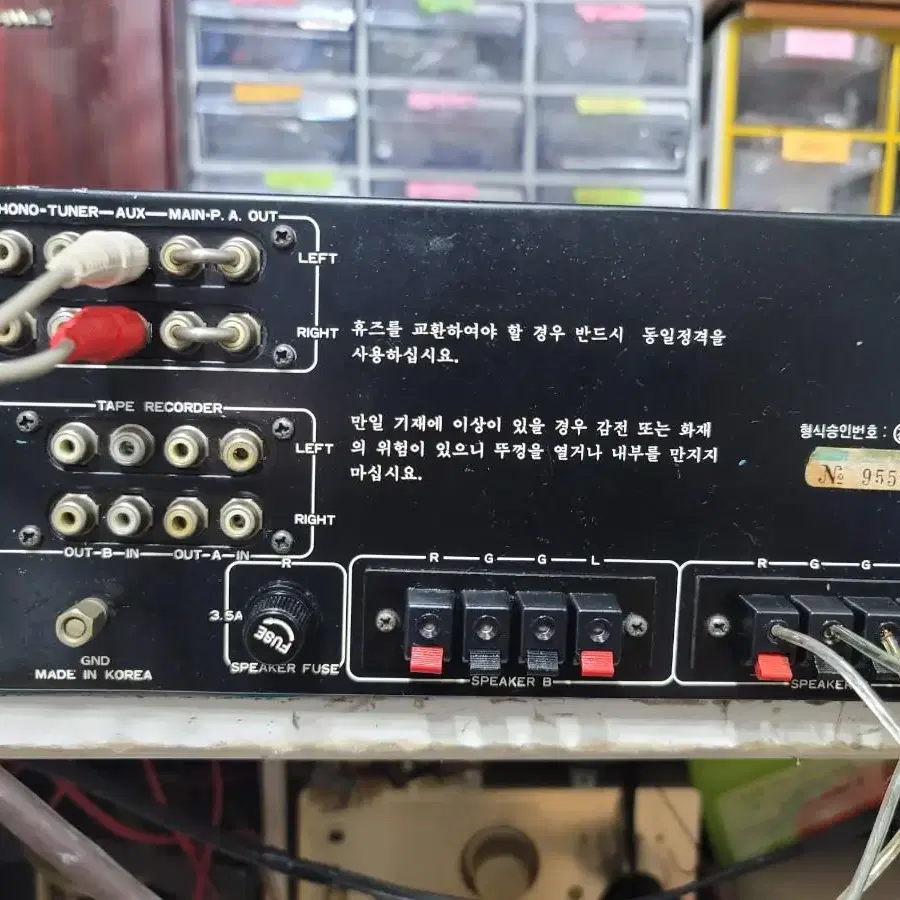 HONO-TUNER-AUX-MAIN-P. A. OUT
LEFT
RIGHT
휴즈를 교환하여야 할 경우 반드시 동일정격을
사용하십시요.
TAPE RECORDER
LEFT
RIGHT
OUT-B-IN OUT-A-IN
만일 기재에 이상이 있을 경우 감전 또는 화재
의 위험이 있으니 뚜껑을 열거나 내부를 만지지
마십시요.
형식승인번호 :
№ 955
GND
MADE IN KOREA
R
3.5A
FUSE
SPEAKER FUSE
R G G L
SPEAKER B
R G G
SPEAKER